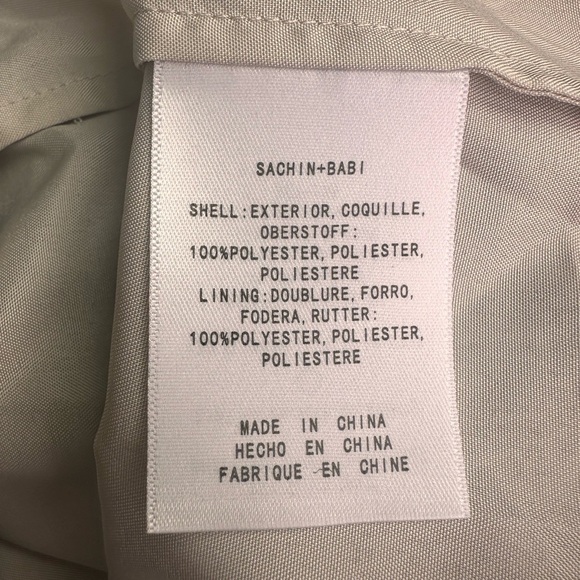 SACHIN+BABI
SHELL:EXTERIOR, COQUILLE,
OBERSTOFF:
100%POLYESTER, POLIESTER,
POLIESTERE
LINING:DOUBLURE, FORRO,
FODERA, RUTTER:
100%POLYESTER, POLIESTER,
POLIESTERE
MADE IN CHINA
HECHO EN CHINA
FABRIQUE EN CHINE